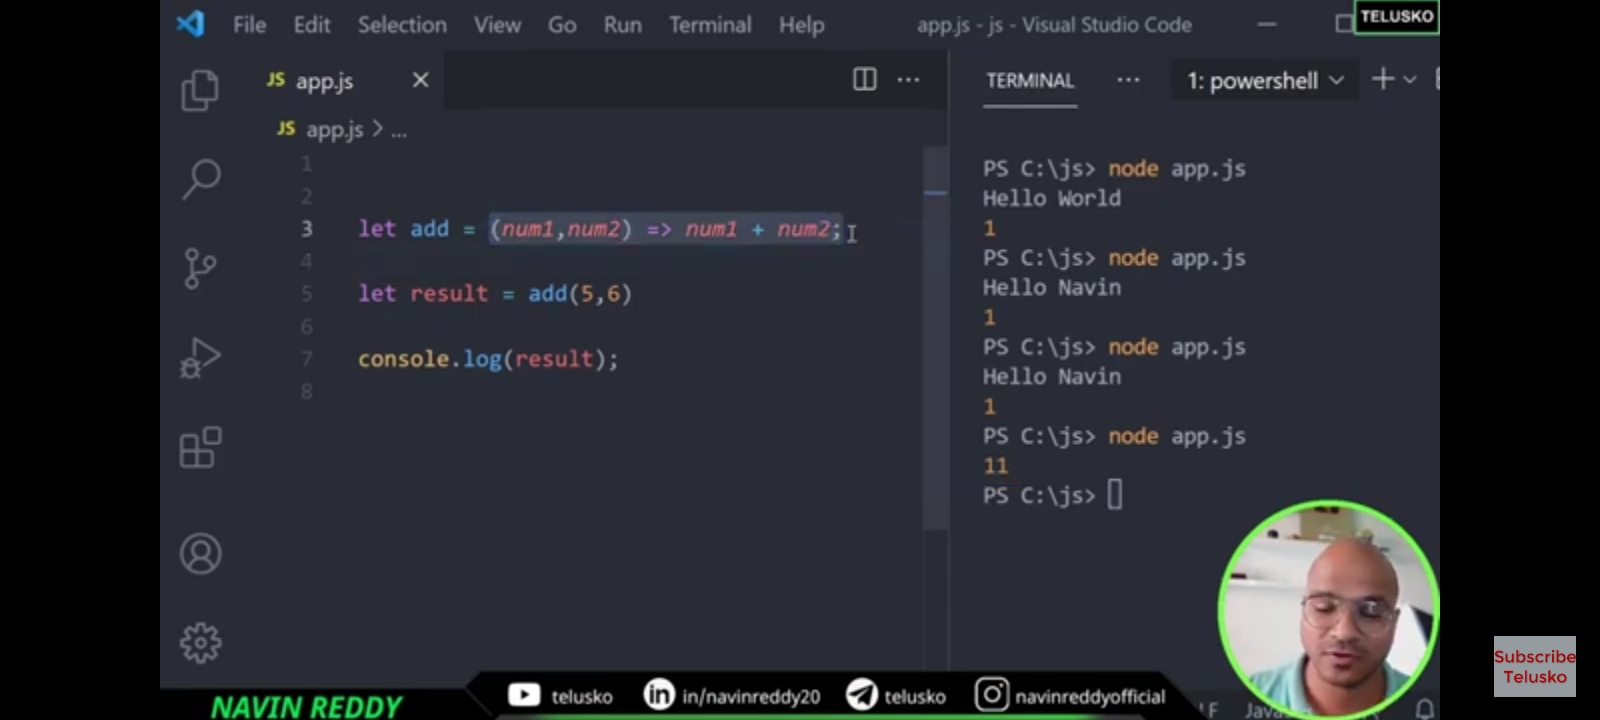 File Edit Selection View Go Run Terminal Help app.js - js - Visual Studio Code
TELUSKO
JS app.js
JS app.js > ...
1
2
3 let add = (num1,num2) => num1 + num2;
4
5 let result = add(5,6)
6
7 console.log(result);
8
TERMINAL ... 1: powershell
PS C:\js> node app.js
Hello World
1
PS C:\js> node app.js
Hello Navin
1
PS C:\js> node app.js
Hello Navin
1
PS C:\js> node app.js
11
PS C:\js>
Subscribe
Telusko
NAVIN REDDY telusko in/navinreddy20 telusko navinreddyofficial